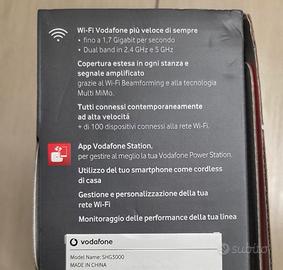 Wi-Fi Vodafone più veloce di sempre
• fino a 1,7 Gigabit per secondo
• Dual band in 2.4 GHz e 5 GHz
Copertura estesa in ogni stanza e
segnale amplificato
grazie al Wi-Fi Beamforming e alla tecnologia
Multi MiMo.
Tutti connessi contemporaneamente
ad alta velocità
+ di 100 dispositivi connessi alla rete Wi-Fi.
App Vodafone Station,
per gestire al meglio la tua Vodafone Power Station.
Utilizzo del tuo smartphone come cordless
di casa
Gestione e personalizzazione della tua
rete Wi-Fi
Monitoraggio delle performance della tua linea
vodafone
Model Name: SHG3000
MADE IN CHINA
subito